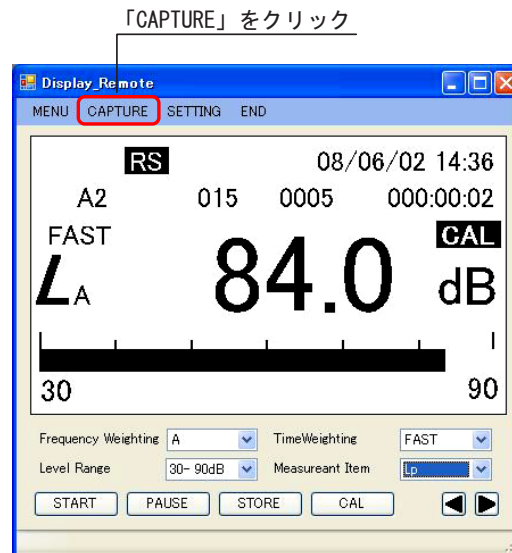 「CAPTURE」をクリック
Display_Remote
MENU CAPTURE SETTING END
RS 08/06/02 14:36
A2 015 0005 000:00:02
FAST CAL
LA 84.0 dB
30 90
Frequency Weighting A TimeWeighting FAST
Level Range 30- 90dB Measureant Item Lp
START PAUSE STORE CAL